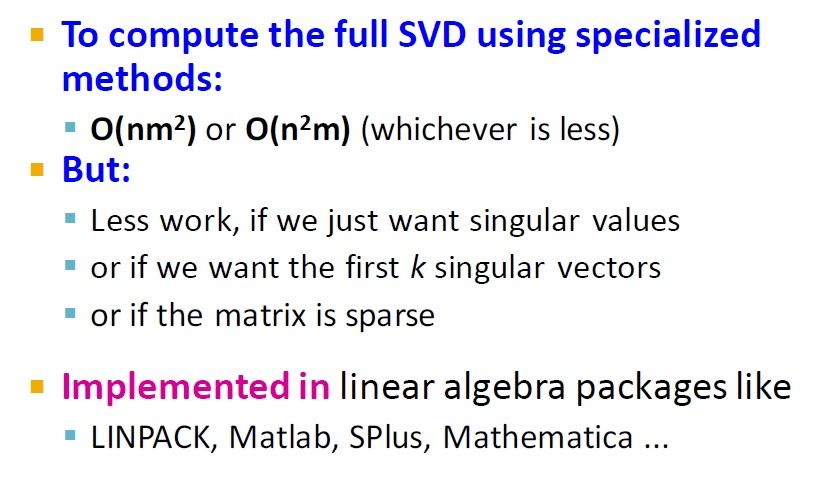 To compute the full SVD using specialized
methods:
O(nm²) or O(n²m) (whichever is less)
But:
Less work, if we just want singular values
or if we want the first k singular vectors
or if the matrix is sparse
Implemented in linear algebra packages like
LINPACK, Matlab, SPlus, Mathematica ...